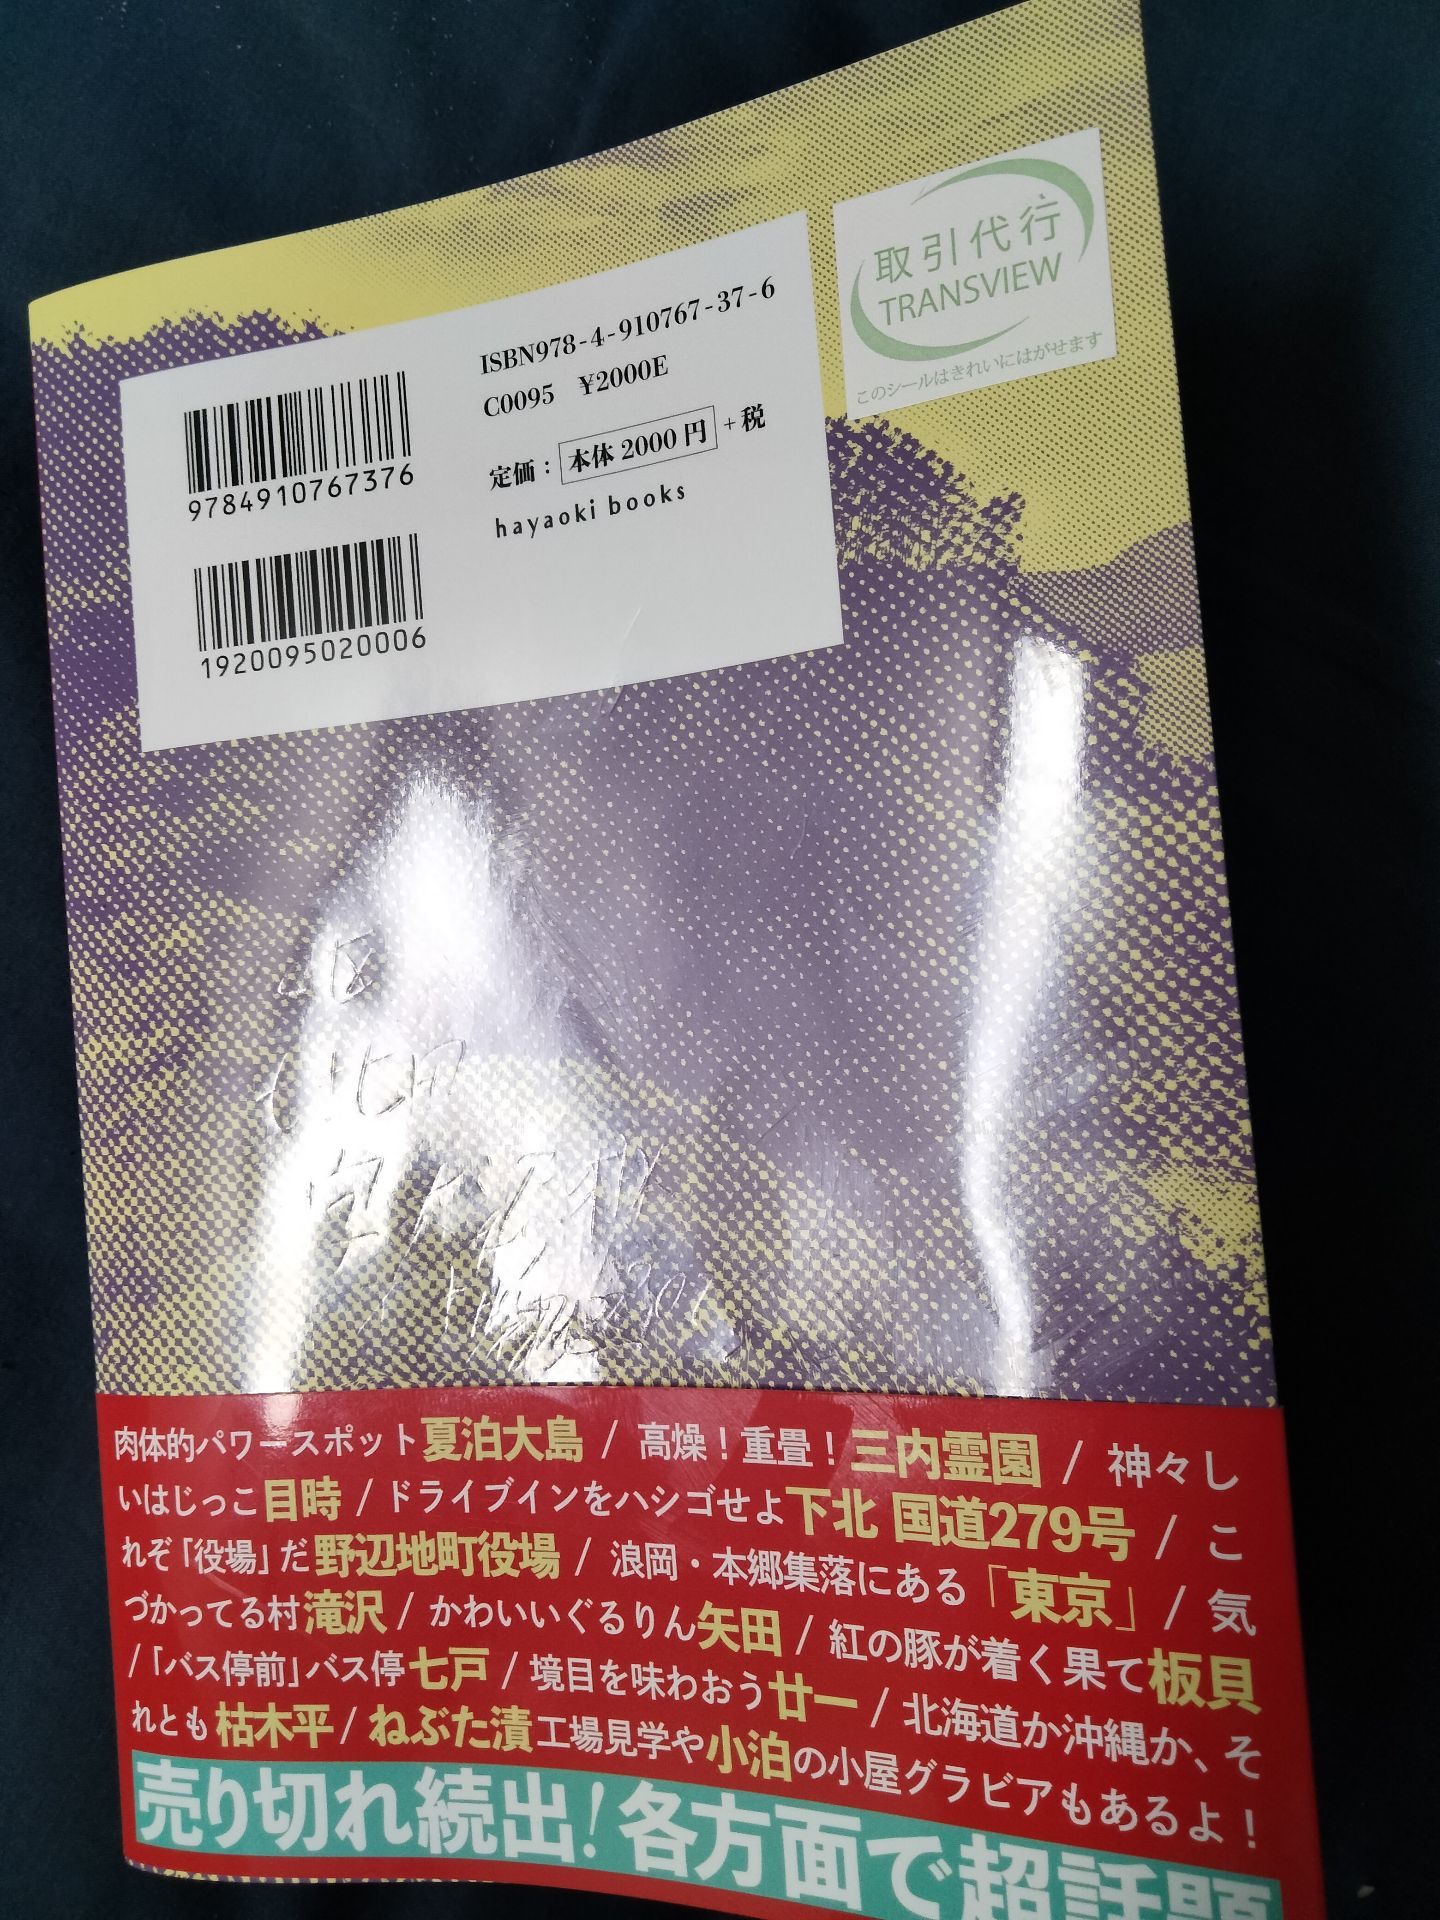 取引代行
TRANSVIEW
このシールはきれいにはがせます
ISBN978-4-910767-37-6
C0095 ¥2000E
定価：本体2000円+税
hayaoki books
9784910767376
1920095020006
肉体的パワースポット夏泊大島 / 高燥！重畳！三内霊園 / 神々し
いはじっこ目時 / ドライブインをハシゴせよ下北 国道279号 / こ
れぞ「役場」だ野辺地町役場 / 浪岡・本郷集落にある「東京」 / 気
づかってる村滝沢 / かわいいぐるりん矢田 / 紅の豚が着く果て板貝
/「バス停前」バス停七戸 / 境目を味わおう廿一 / 北海道か沖縄か、そ
れとも枯木平 / ねぶた漬工場見学や小泊の小屋グラビアもあるよ！
売り切れ続出！各方面で超話題